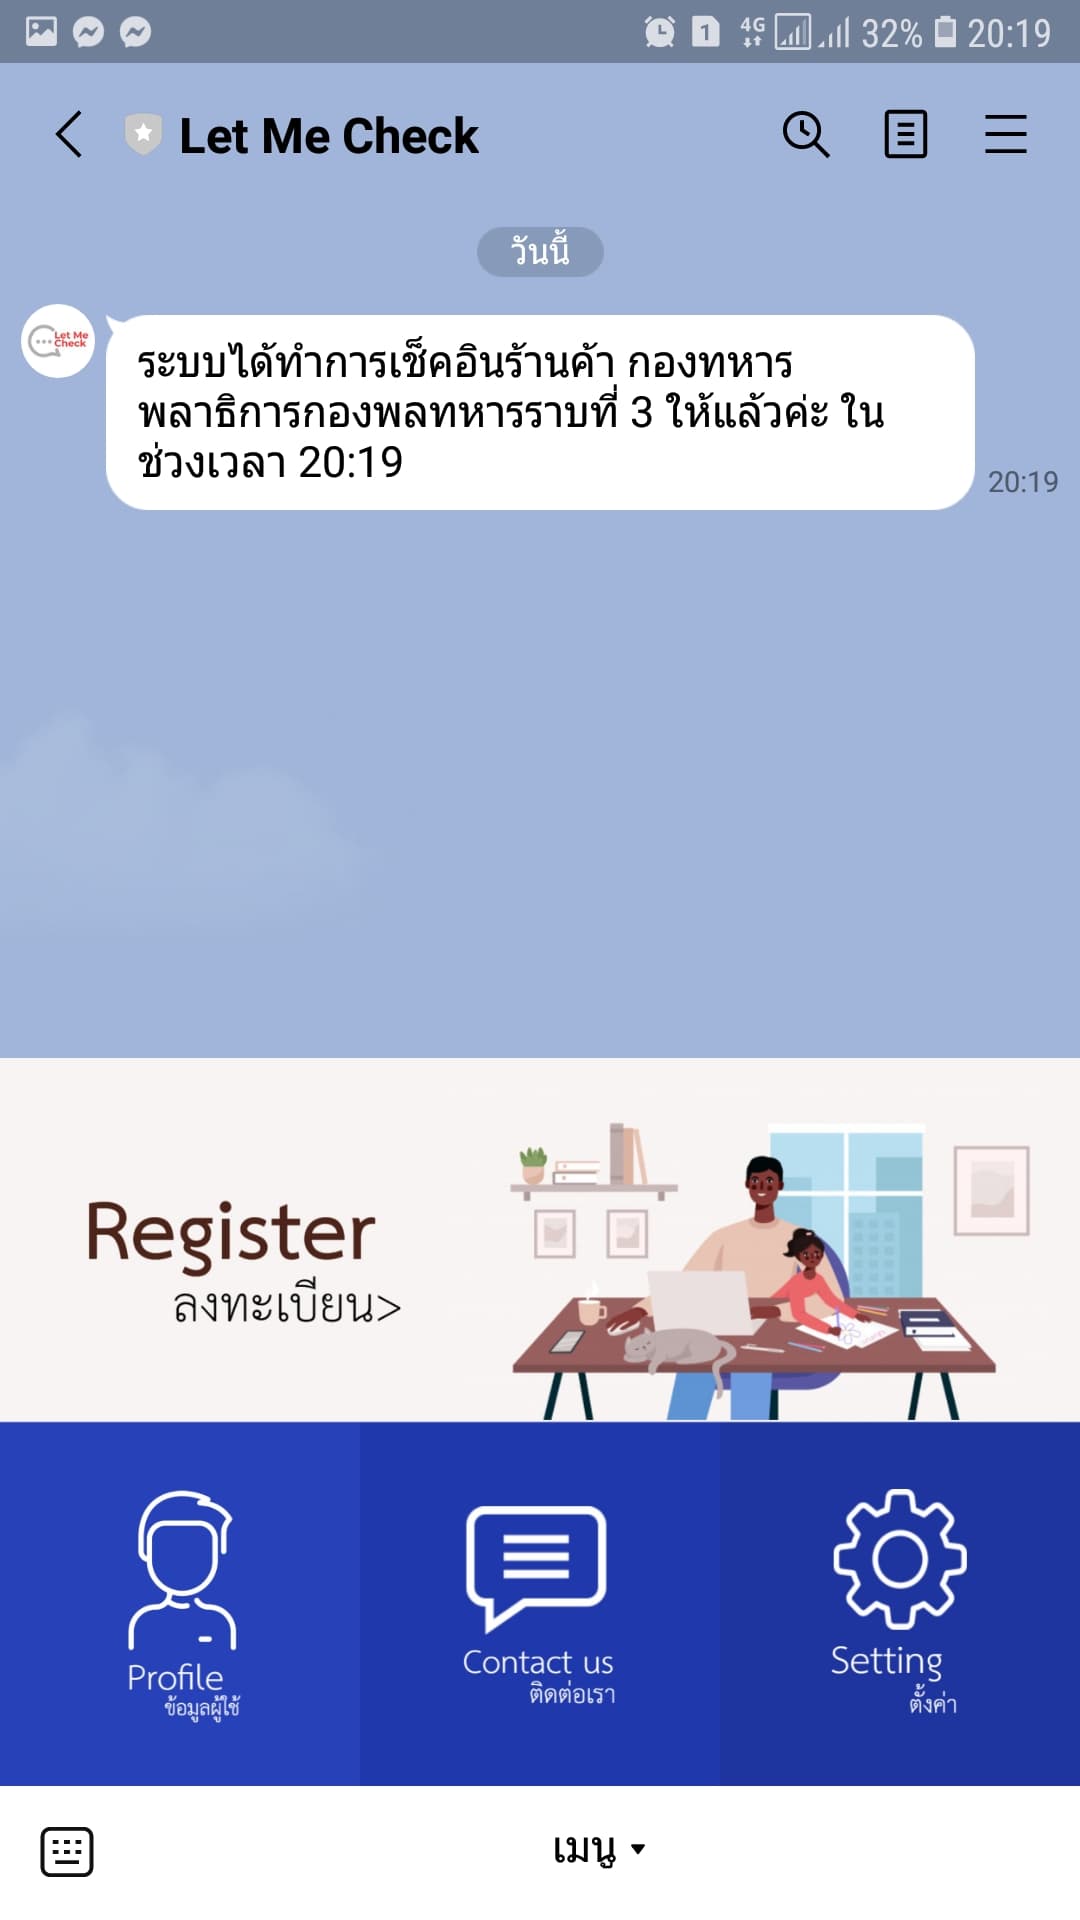 1 4G 32% 20:19
Let Me Check
วันนี้
Let Me
Check
ระบบได้ทำการเช็คอินร้านค้า กองทหาร
พลาธิการกองพลทหารราบที่ 3 ให้แล้วค่ะ ใน
ช่วงเวลา 20:19
20:19
Register
ลงทะเบียน>
Profile
ข้อมูลผู้ใช้
Contact us
ติดต่อเรา
Setting
ตั้งค่า
เมนู